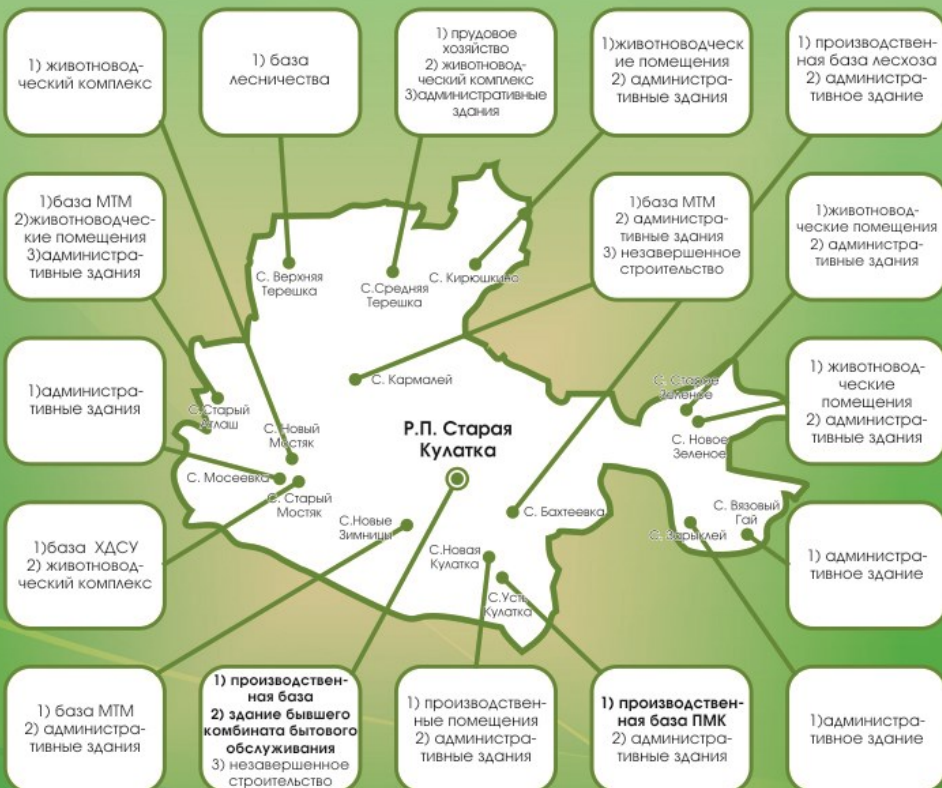 1) животновод-
ческий комплекс
1) база
лесничества
1) прудовое
хозяйство
2) животновод-
ческий комплекс
3)административные
здания
1)животноводческ
ие помещения
2) администра-
тивные здания
1) производствен-
ная база лесхоза
2) администра-
тивное здание
1)база МТМ
2)животноводчес-
кие помещения
3)администра-
тивные здания
1)база МТМ
2) администра-
тивные здания
3) незавершенное
строительство
1)животновод-
ческие помещения
2) администра-
тивные здания
С. Верхняя
Терешка
С.Средняя
Терешка
С. Кирюшкино
1)администра-
тивные здания
С. Кармалей
С. Старое
Зеленое
1) животновод-
ческие
помещения
2) администра-
тивные здания
С.Старый
Атлаш
С.Новый
Мостяк
Р.П. Старая
Кулатка
С. Новое
Зеленое
С. Мосеевка
С. Старый
Мостяк
С.Новые
Зимницы
С. Бахтеевка
С. Зарыклей
С. Вязовый
Гай
1)база ХДСУ
2) животновод-
ческий комплекс
С.Новая
Кулатка
С.Усть
Кулатка
1) администра-
тивное здание
1) база МТМ
2) администра-
тивные здания
1) производствен-
ная база
2) здание бывшего
комбината бытового
обслуживания
3) незавершенное
строительство
1) производствен-
ные помещения
2) администра-
тивные здания
1) производствен-
ная база ПМК
2) администра-
тивные здания
1)администра-
тивное здание